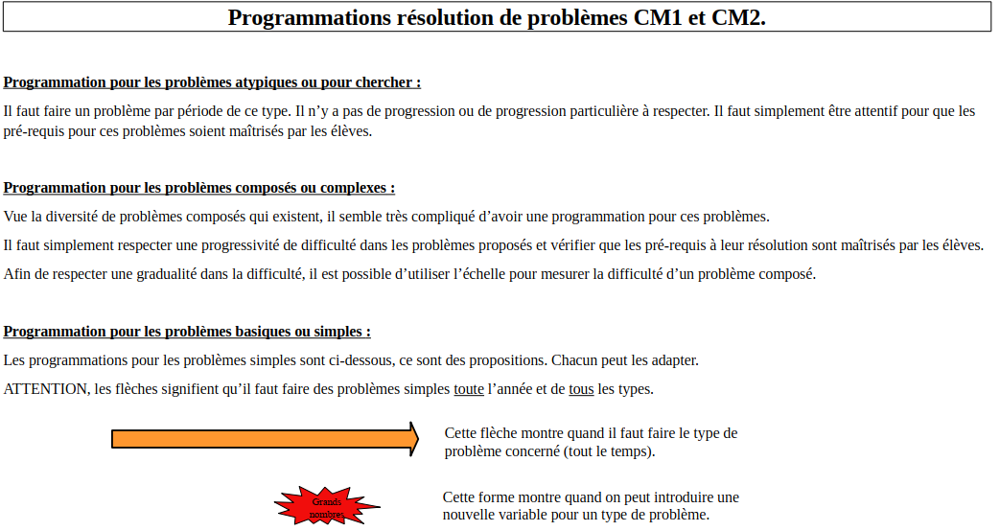 Programmations résolution de problèmes CM1 et CM2.
Programmation pour les problèmes atypiques ou pour chercher :
Il faut faire un problème par période de ce type. Il n’y a pas de progression ou de progression particulière à respecter. Il faut simplement être attentif pour que les
pré-requis pour ces problèmes soient maîtrisés par les élèves.
Programmation pour les problèmes composés ou complexes :
Vue la diversité de problèmes composés qui existent, il semble très compliqué d’avoir une programmation pour ces problèmes.
Il faut simplement respecter une progressivité de difficulté dans les problèmes proposés et vérifier que les pré-requis à leur résolution sont maîtrisés par les élèves.
Afin de respecter une gradualité dans la difficulté, il est possible d’utiliser l’échelle pour mesurer la difficulté d’un problème composé.
Programmation pour les problèmes basiques ou simples :
Les programmations pour les problèmes simples sont ci-dessous, ce sont des propositions. Chacun peut les adapter.
ATTENTION, les flèches signifient qu’il faut faire des problèmes simples toute l’année et de tous les types.
Cette flèche montre quand il faut faire le type de
problème concerné (tout le temps).
Grands
nombres
Cette forme montre quand on peut introduire une
nouvelle variable pour un type de problème.